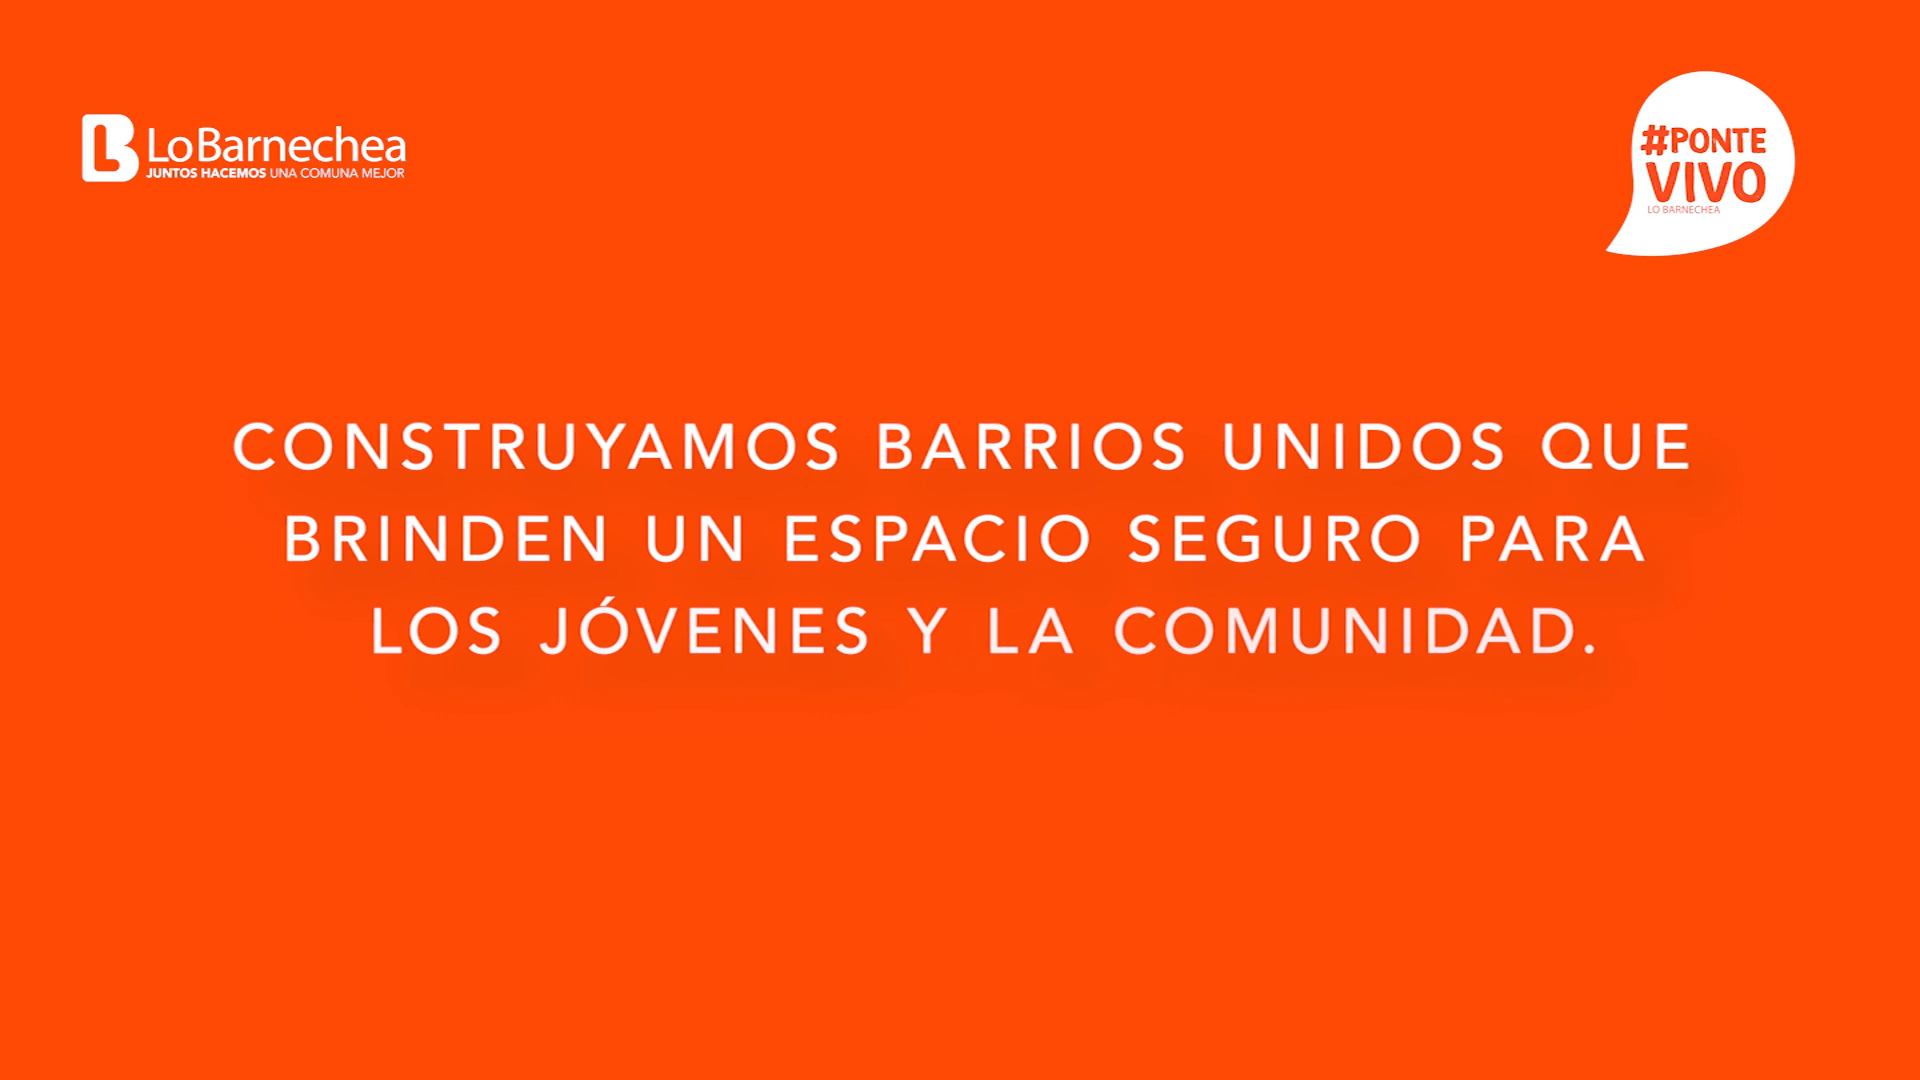 LoBarnechea
JUNTOS HACEMOS UNA COMUNA MEJOR
#PONTE
VIVO
LO BARNECHEA
CONSTRUYAMOS BARRIOS UNIDOS QUE
BRINDEN UN ESPACIO SEGURO PARA
LOS JÓVENES Y LA COMUNIDAD.